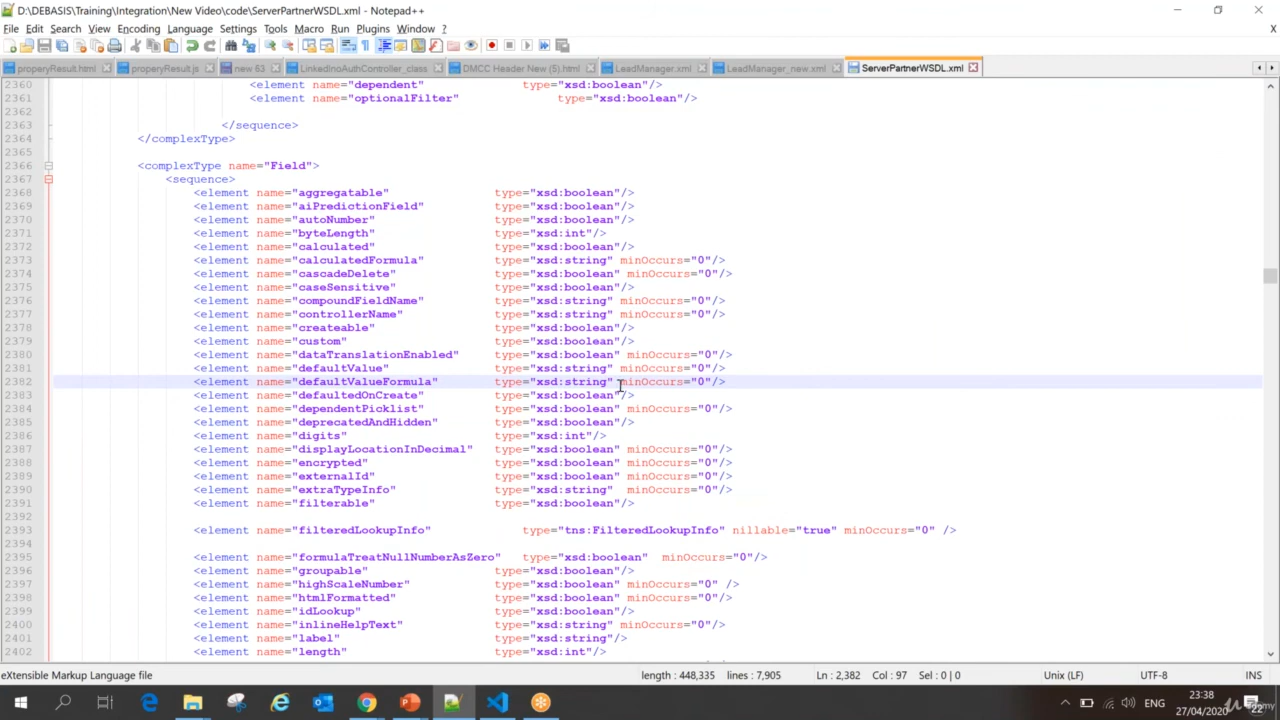 D:\DEBASIS\Training\Integration\New Video\code\ServerPartnerWSDL.xml - Notepad++
File Edit Search View Encoding Language Settings Tools Macro Run Plugins Window ? X
properyResult.html properyResult.js new 63 LinkedinoAuthController_class DMCC Header New (5).html LeadManager.xml LeadManager_new.xml ServerPartnerWSDL.xml
2360 <element name="dependent" type="xsd:boolean"/>
2361 <element name="optionalFilter" type="xsd:boolean"/>
2362
2363 </sequence>
2364 </complexType>
2365
2366 <complexType name="Field">
2367 <sequence>
2368 <element name="aggregatable" type="xsd:boolean"/>
2369 <element name="aiPredictionField" type="xsd:boolean"/>
2370 <element name="autoNumber" type="xsd:boolean"/>
2371 <element name="byteLength" type="xsd:int"/>
2372 <element name="calculated" type="xsd:boolean"/>
2373 <element name="calculatedFormula" type="xsd:string" minOccurs="0"/>
2374 <element name="cascadeDelete" type="xsd:boolean" minOccurs="0"/>
2375 <element name="caseSensitive" type="xsd:boolean"/>
2376 <element name="compoundFieldName" type="xsd:string" minOccurs="0"/>
2377 <element name="controllerName" type="xsd:string" minOccurs="0"/>
2378 <element name="createable" type="xsd:boolean"/>
2379 <element name="custom" type="xsd:boolean"/>
2380 <element name="dataTranslationEnabled" type="xsd:boolean" minOccurs="0"/>
2381 <element name="defaultValue" type="xsd:string" minOccurs="0"/>
2382 <element name="defaultValueFormula" type="xsd:string" minOccurs="0"/>
2383 <element name="defaultedOnCreate" type="xsd:boolean"/>
2384 <element name="dependentPicklist" type="xsd:boolean" minOccurs="0"/>
2385 <element name="deprecatedAndHidden" type="xsd:boolean"/>
2386 <element name="digits" type="xsd:int"/>
2387 <element name="displayLocationInDecimal" type="xsd:boolean" minOccurs="0"/>
2388 <element name="encrypted" type="xsd:boolean" minOccurs="0"/>
2389 <element name="externalId" type="xsd:boolean" minOccurs="0"/>
2390 <element name="extraTypeInfo" type="xsd:string" minOccurs="0"/>
2391 <element name="filterable" type="xsd:boolean"/>
2392
2393 <element name="filteredLookupInfo" type="tns:FilteredLookupInfo" nillable="true" minOccurs="0" />
2394
2395 <element name="formulaTreatNullNumberAsZero" type="xsd:boolean" minOccurs="0"/>
2396 <element name="groupable" type="xsd:boolean"/>
2397 <element name="highScaleNumber" type="xsd:boolean" minOccurs="0" />
2398 <element name="htmlFormatted" type="xsd:boolean" minOccurs="0"/>
2399 <element name="idLookup" type="xsd:boolean"/>
2400 <element name="inlineHelpText" type="xsd:string" minOccurs="0"/>
2401 <element name="label" type="xsd:string"/>
2402 <element name="length" type="xsd:int"/>
eXtensible Markup Language file length : 448,335 lines : 7,905 Ln : 2,382 Col : 97 Sel : 0 | 0 Unix (LF) UTF-8 INS
ENG 23:38
27/04/2020 22